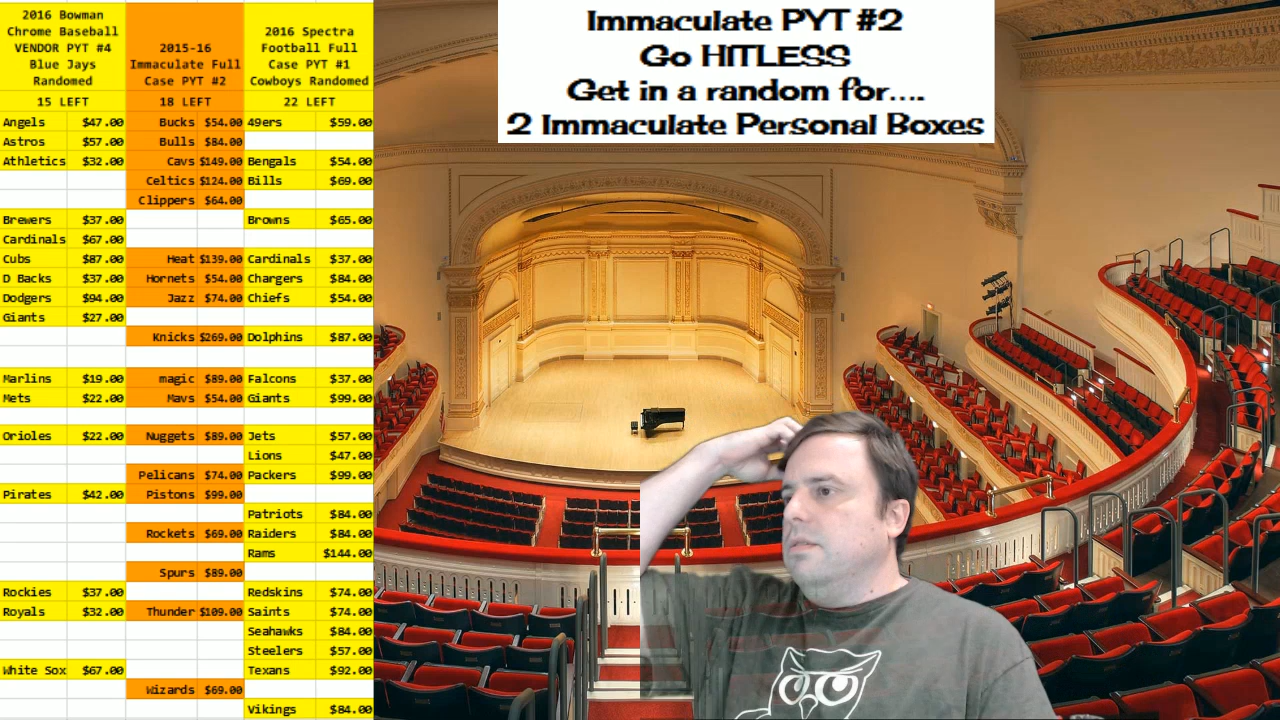 2016 Bowman
Chrome Baseball
VENDOR PYT #4
Blue Jays
Randomed
15 LEFT
Angels $47.00
Astros $57.00
Athletics $32.00
Brewers $37.00
Cardinals $67.00
Cubs $87.00
D Backs $37.00
Dodgers $94.00
Giants $27.00
Marlins $19.00
Mets $22.00
Orioles $22.00
Pirates $42.00
Rockies $37.00
Royals $32.00
White Sox $67.00
2015-16
Immaculate Full
Case PYT #2
18 LEFT
Bucks $54.00
Bulls $84.00
Cavs $149.00
Celtics $124.00
Clippers $64.00
Heat $139.00
Hornets $54.00
Jazz $74.00
Knicks $269.00
magic $89.00
Mavs $54.00
Nuggets $89.00
Pelicans $74.00
Pistons $99.00
Rockets $69.00
Spurs $89.00
Thunder $109.00
Wizards $69.00
2016 Spectra
Football Full
Case PYT #1
Cowboys Randomed
22 LEFT
49ers $59.00
Bengals $54.00
Bills $69.00
Browns $65.00
Cardinals $37.00
Chargers $84.00
Chiefs $54.00
Dolphins $87.00
Falcons $37.00
Giants $99.00
Jets $57.00
Lions $47.00
Packers $99.00
Patriots $84.00
Raiders $84.00
Rams $144.00
Redskins $74.00
Saints $74.00
Seahawks $84.00
Steelers $57.00
Texans $92.00
Vikings $84.00
Immaculate PYT #2
Go HITLESS
Get in a random for....
2 Immaculate Personal Boxes